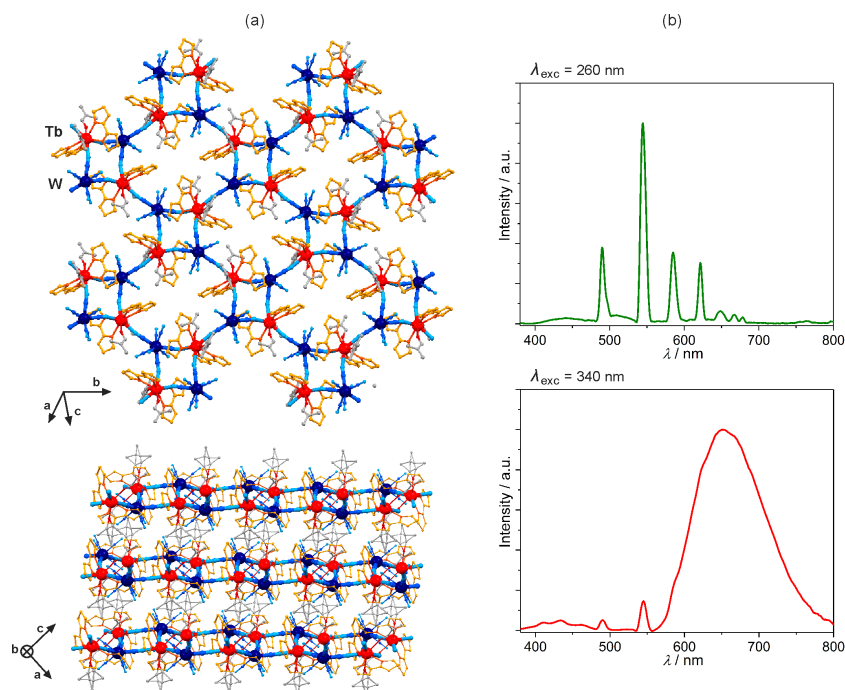 (a)
Tb
W
b
a
c
c
b
a
(b)
λexc = 260 nm
Intensity / a.u.
400 500 600 700 800
λ / nm
λexc = 340 nm
Intensity / a.u.
400 500 600 700 800
λ / nm